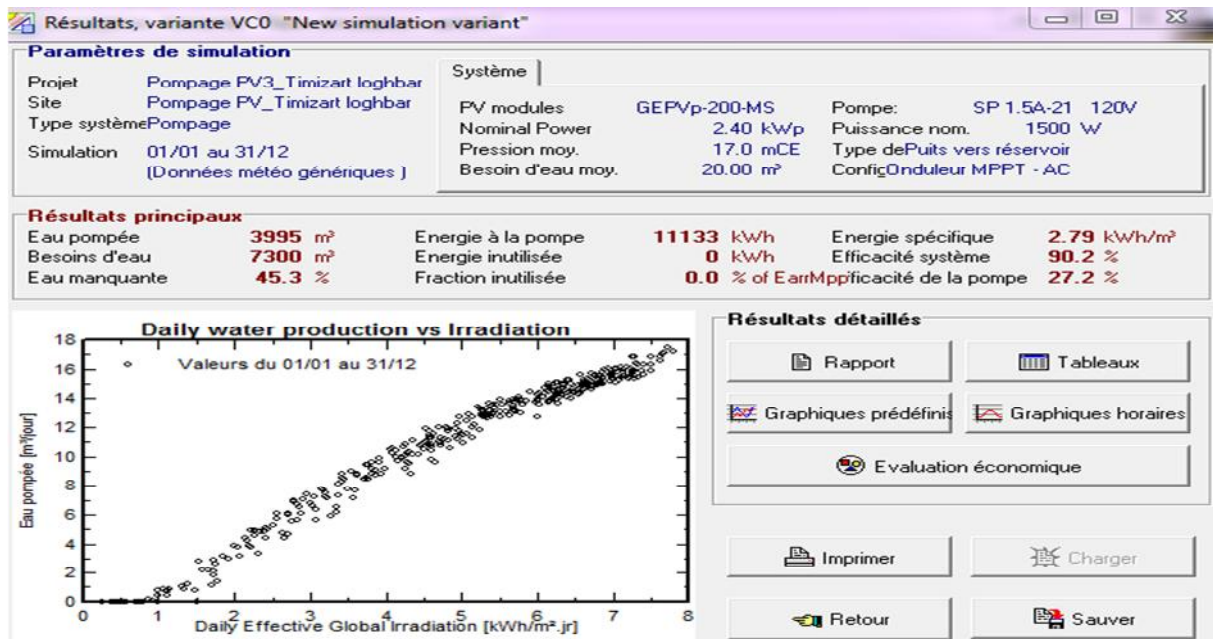 Résultats, variante VC0 "New simulation variant"
Paramètres de simulation
Projet Pompage PV3_Timizart loghbar
Site Pompage PV_Timizart loghbar
Type systèmePompage
Simulation 01/01 au 31/12
(Données météo génériques )
Système
PV modules GEPVp-200-MS Pompe: SP 1.5A-21 120V
Nominal Power 2.40 kWp Puissance nom. 1500 W
Pression moy. 17.0 mCE Type dePuits vers réservoir
Besoin d'eau moy. 20.00 m³ ConfigOnduleur MPPT - AC
Résultats principaux
Eau pompée 3995 m³ Energie à la pompe 11133 kWh Energie spécifique 2.79 kWh/m³
Besoins d'eau 7300 m³ Energie inutilisée 0 kWh Efficacité système 90.2 %
Eau manquante 45.3 % Fraction inutilisée 0.0 % of EarrMppificacité de la pompe 27.2 %
Daily water production vs Irradiation
Valeurs du 01/01 au 31/12
18
16
14
12
10
8
6
4
2
0
Eau pompée [m³/jour]
0 1 2 3 4 5 6 7 8
Daily Effective Global Irradiation [kWh/m².jr]
Résultats détaillés
Rapport Tableaux
Graphiques prédéfinis Graphiques horaires
Evaluation économique
Imprimer Charger
Retour Sauver